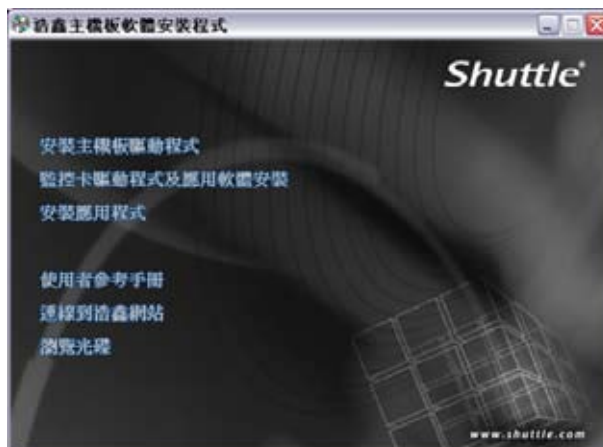 浩鑫主機板軟體安裝程式
Shuttle®
安裝主機板驅動程式
監控卡驅動程式及應用軟體安裝
安裝應用程式
使用者參考手冊
連線到浩鑫網站
瀏覽光碟
www.shuttle.com